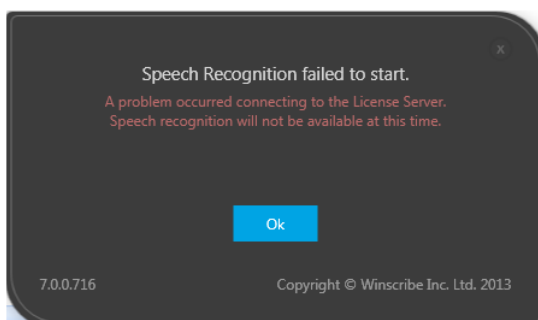 x
Speech Recognition failed to start.
A problem occurred connecting to the License Server.
Speech recognition will not be available at this time.
Ok
7.0.0.716 Copyright © Winscribe Inc. Ltd. 2013